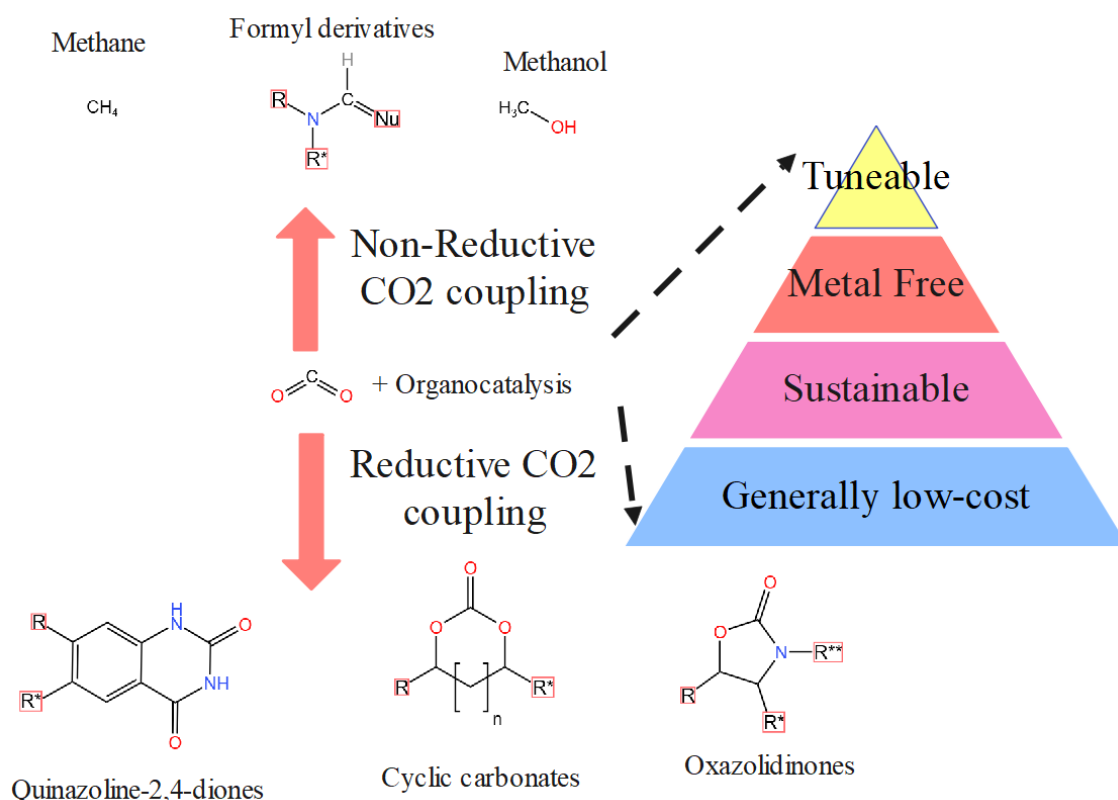 Formyl derivatives
Methane
Methanol
H
CH4
R
N
C
Nu
R*
H3C
OH
Tuneable
Non-Reductive
CO2 coupling
Metal Free
C
O
O
+ Organocatalysis
Sustainable
Reductive CO2
coupling
Generally low-cost
R
R*
H
N
O
NH
O
O
O
O
R
R*
n
O
O
N
R**
R
R*
Quinazoline-2,4-diones
Cyclic carbonates
Oxazolidinones